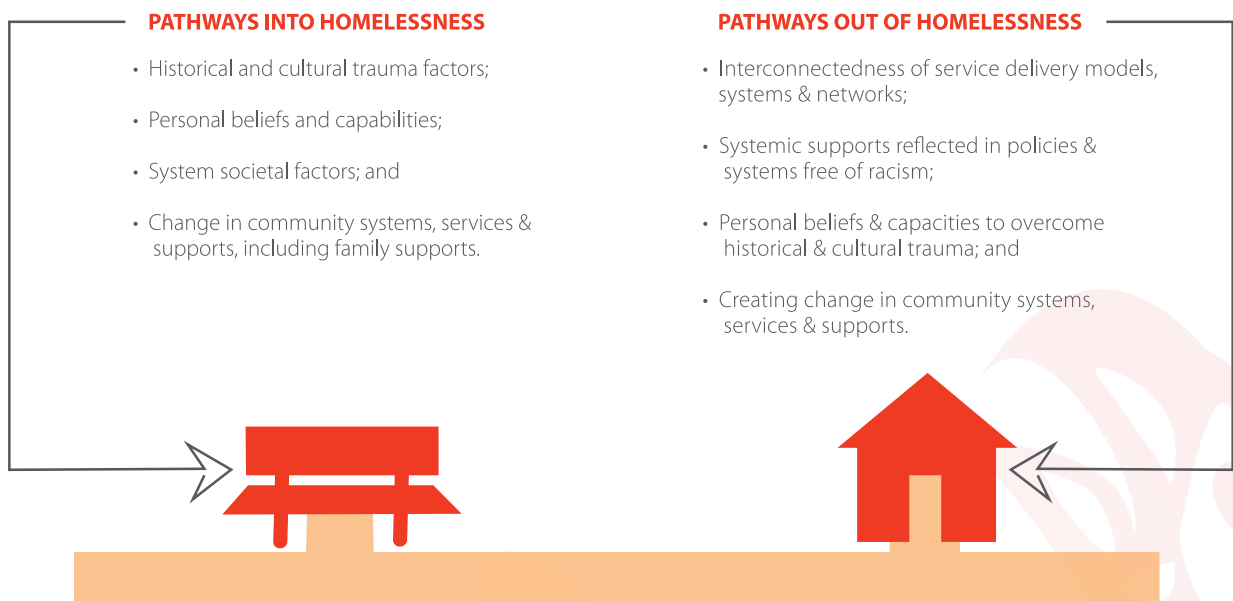 PATHWAYS INTO HOMELESSNESS
• Historical and cultural trauma factors;
• Personal beliefs and capabilities;
• System societal factors; and
• Change in community systems, services &
supports, including family supports.
PATHWAYS OUT OF HOMELESSNESS
• Interconnectedness of service delivery models,
systems & networks;
• Systemic supports reflected in policies &
systems free of racism;
• Personal beliefs & capacities to overcome
historical & cultural trauma; and
• Creating change in community systems,
services & supports.